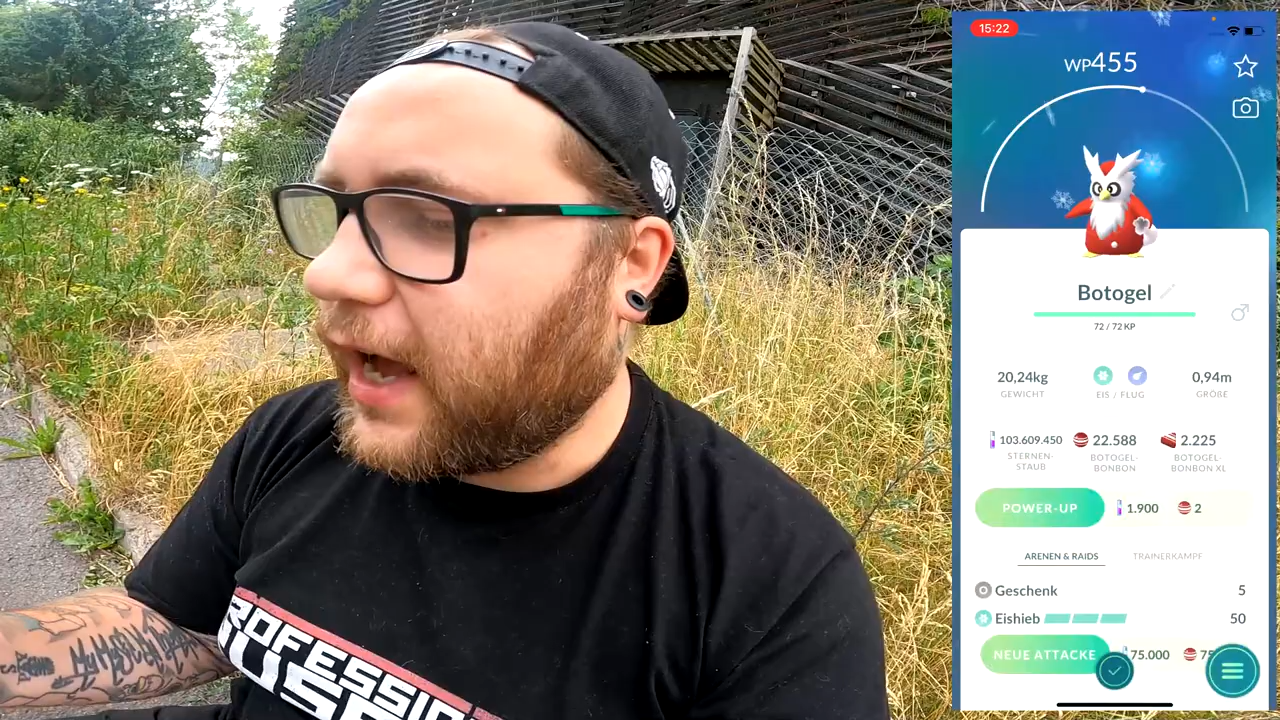 15:22
WP455
Botogel
72 / 72 KP
20,24kg
GEWICHT
EIS / FLUG
0,94m
GRÖßE
103.609.450
STERNEN-
STAUB
22.588
BOTOGEL-
BONBON
2.225
BOTOGEL-
BONBON XL
POWER-UP
1.900
2
ARENEN & RAIDS
TRAINERKAMPF
Geschenk
5
Eishieb
50
NEUE ATTACKE
75.000
ROFESSIO